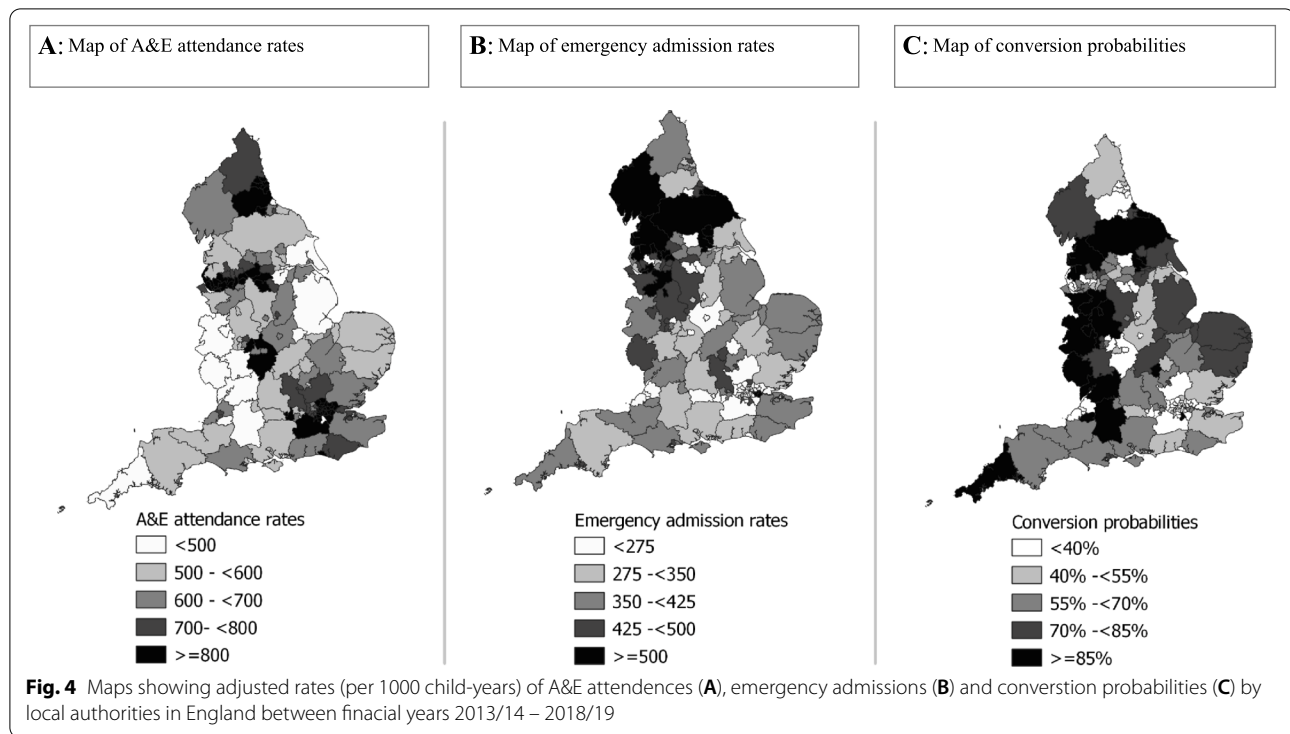 A: Map of A&E attendance rates
B: Map of emergency admission rates
C: Map of conversion probabilities
A&E attendance rates
<500
500 - <600
600 - <700
700- <800
>=800
Emergency admission rates
<275
275 -<350
350 -<425
425 -<500
>=500
Conversion probabilities
<40%
40% -<55%
55% -<70%
70% -<85%
>=85%
Fig. 4 Maps showing adjusted rates (per 1000 child-years) of A&E attendences (A), emergency admissions (B) and converstion probabilities (C) by
local authorities in England between finacial years 2013/14 – 2018/19